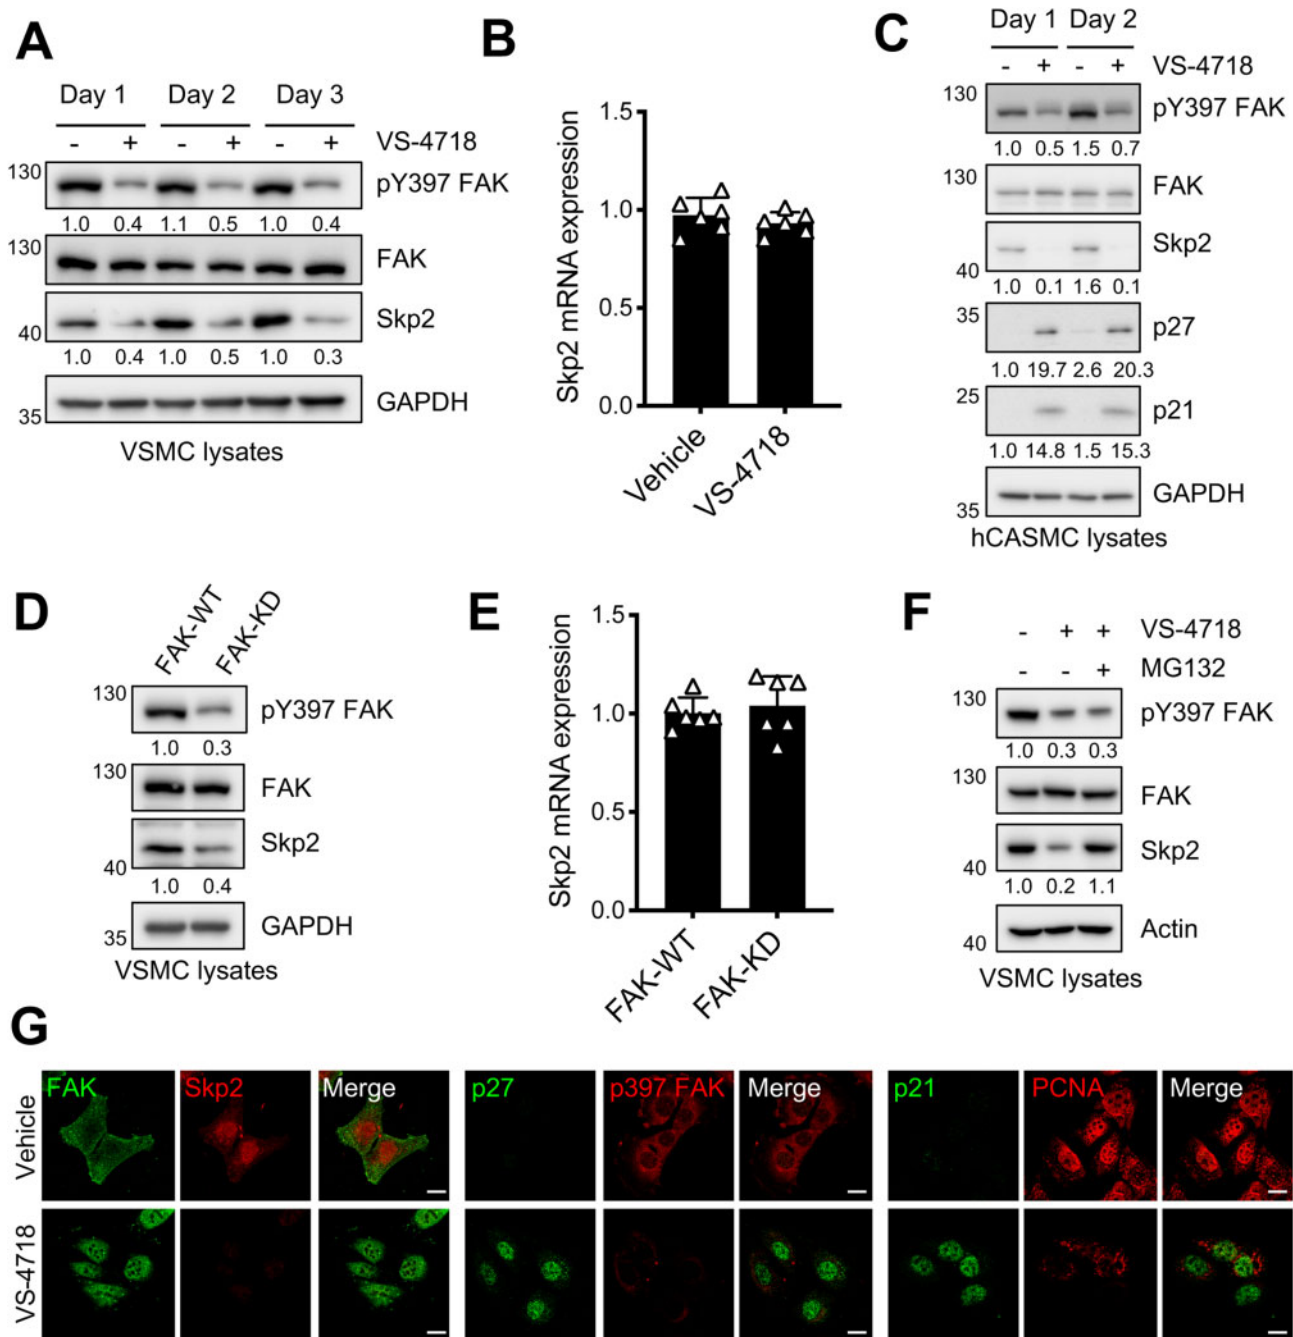 A
Day 1 Day 2 Day 3
- + - + - + VS-4718
130 pY397 FAK
1.0 0.4 1.1 0.5 1.0 0.4
130 FAK
Skp2
40
1.0 0.4 1.0 0.5 1.0 0.3
GAPDH
35
VSMC lysates
B
Skp2 mRNA expression
1.5
1.0
0.5
0.0
Vehicle
VS-4718
C
Day 1 Day 2
- + - + VS-4718
130 pY397 FAK
1.0 0.5 1.5 0.7
130 FAK
Skp2
40
1.0 0.1 1.6 0.1
35 p27
1.0 19.7 2.6 20.3
25 p21
1.0 14.8 1.5 15.3
GAPDH
35
hCASMC lysates
D
FAK-WT FAK-KD
130 pY397 FAK
1.0 0.3
130 FAK
Skp2
40
1.0 0.4
GAPDH
35
VSMC lysates
E
Skp2 mRNA expression
1.5
1.0
0.5
0.0
FAK-WT
FAK-KD
F
- + + VS-4718
- - + MG132
130 pY397 FAK
1.0 0.3 0.3
130 FAK
Skp2
40
1.0 0.2 1.1
Actin
40
VSMC lysates
G
FAK Skp2 Merge p27 p397 FAK Merge p21 PCNA Merge
Vehicle
VS-4718